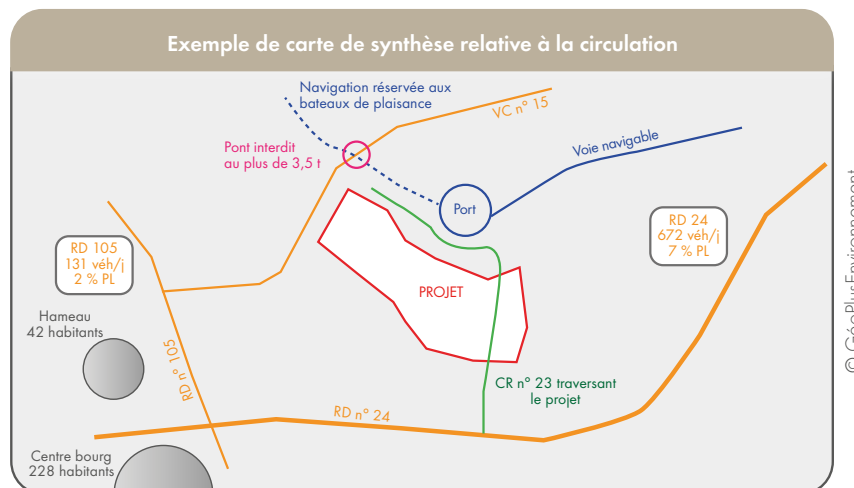 Exemple de carte de synthèse relative à la circulation
Navigation réservée aux
bateaux de plaisance
VC n° 15
Pont interdit
au plus de 3,5 t
Voie navigable
Port
RD 105
131 véh/j
2 % PL
RD 24
672 véh/j
7 % PL
PROJET
Hameau
42 habitants
RD n° 105
CR n° 23 traversant
le projet
RD n° 24
Centre bourg
228 habitants
© GéoPlusEnvironnement